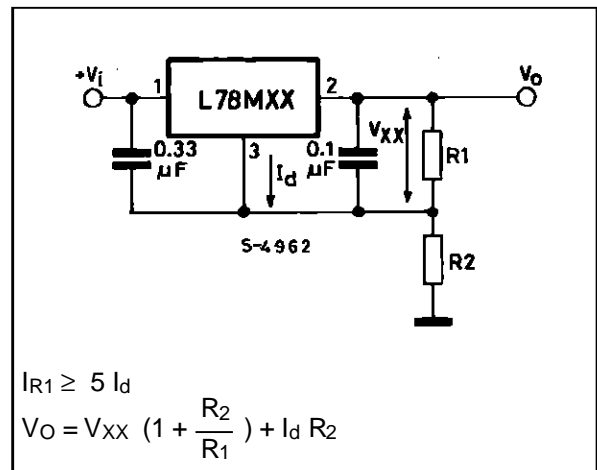 +Vi
1
L78MXX
2
Vo
0.33
μF
3
Id
0.1
μF
VXX
R1
S-4962
R2
IR1 ≥ 5 Id
VO = VXX (1 + R2/R1) + Id R2